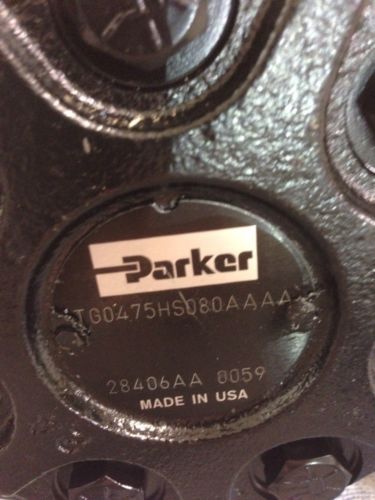 Parker
TG0475HS080AAAA
28406AA 8059
MADE IN USA